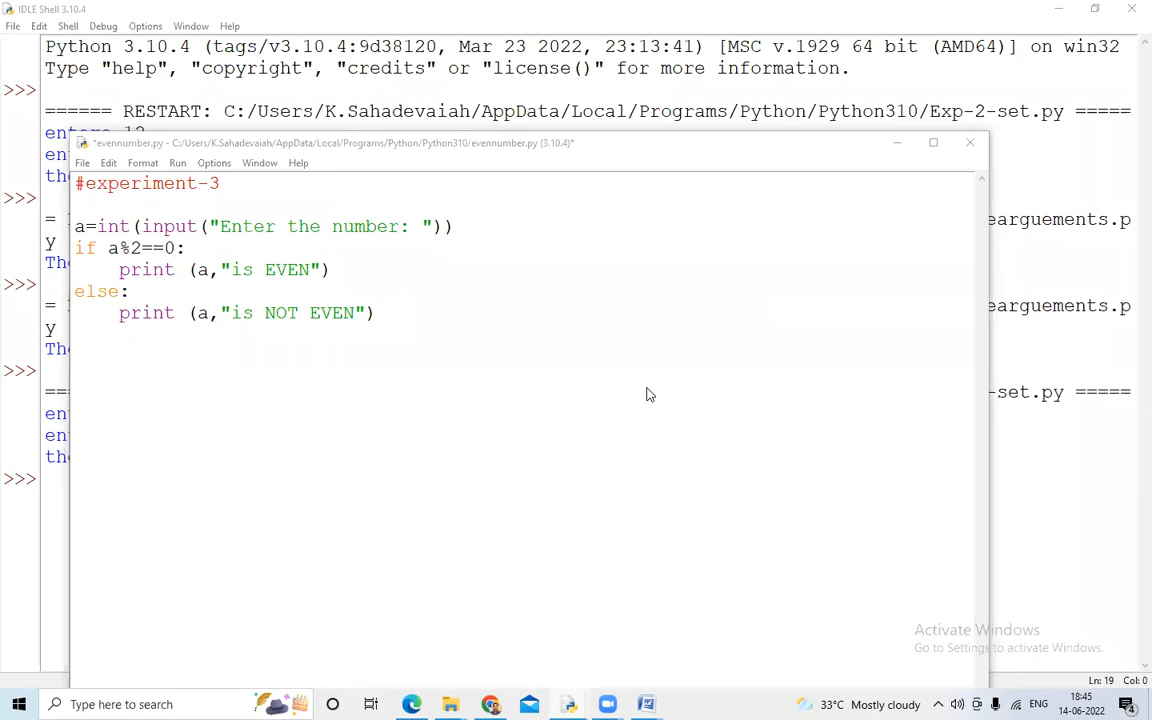 IDLE Shell 3.10.4
File Edit Shell Debug Options Window Help
Python 3.10.4 (tags/v3.10.4:9d38120, Mar 23 2022, 23:13:41) [MSC v.1929 64 bit (AMD64)] on win32
Type "help", "copyright", "credits" or "license()" for more information.
>>>
====== RESTART: C:/Users/K.Sahadevaiah/AppData/Local/Programs/Python/Python310/Exp-2-set.py =====
*evennumber.py - C:/Users/K.Sahadevaiah/AppData/Local/Programs/Python/Python310/evennumber.py (3.10.4)*
File Edit Format Run Options Window Help
#experiment-3
a=int(input("Enter the number: "))
if a%2==0:
    print (a,"is EVEN")
else:
    print (a,"is NOT EVEN")
>>>
= earguements.p
y
>>>
= earguements.p
y
>>>
=== -set.py =====
>>>
Activate Windows
Go to Settings to activate Windows.
Ln: 19 Col: 0
Type here to search
33°C Mostly cloudy
ENG
18:45
14-06-2022
4